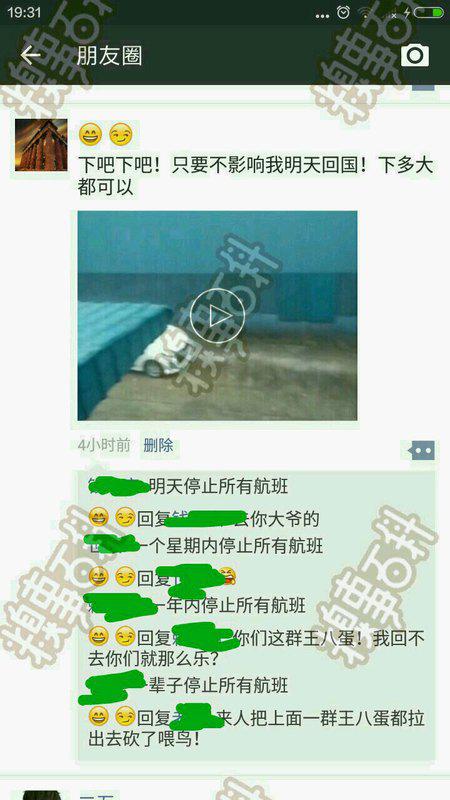 19:31
朋友圈
😄😏
下吧下吧！只要不影响我明天回国！下多大
都可以
4小时前 删除
明天停止所有航班
😄😏回复 去你大爷的
一个星期内停止所有航班
😄😏回复
一年内停止所有航班
😄😏回复 你们这群王八蛋！我回不
去你们就那么乐？
一辈子停止所有航班
😄😏回复 来人把上面一群王八蛋都拉
出去砍了喂鸟！
糗事百科